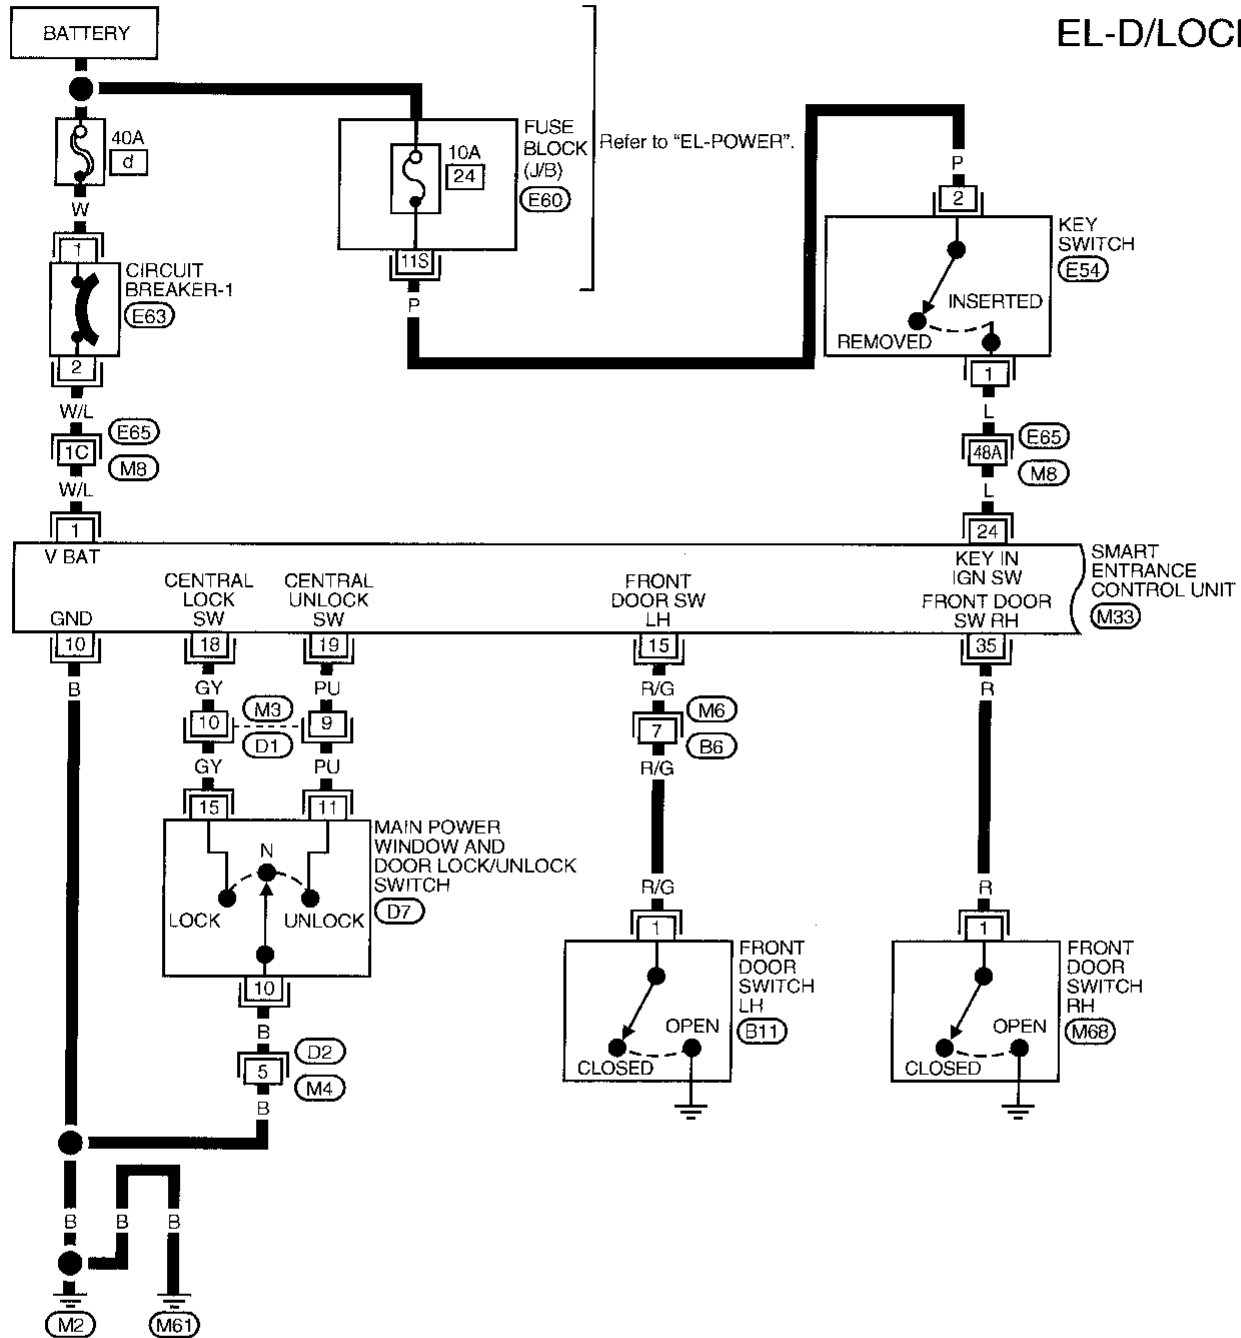 BATTERY
EL-D/LOC
40A
d
W
1
CIRCUIT
BREAKER-1
E63
2
W/L
E65
1C
M8
W/L
1
10A
24
FUSE
BLOCK
(J/B)
E60
11S
P
Refer to "EL-POWER".
P
2
KEY
SWITCH
E54
INSERTED
REMOVED
1
L
E65
48A
M8
L
24
V BAT
KEY IN
IGN SW
SMART
ENTRANCE
CONTROL UNIT
M33
GND
CENTRAL
LOCK
SW
CENTRAL
UNLOCK
SW
FRONT
DOOR SW
LH
FRONT DOOR
SW RH
10
18
19
15
35
B
GY
PU
R/G
R
10
M3
D1
9
7
M6
B6
GY
PU
R/G
15
11
MAIN POWER
WINDOW AND
DOOR LOCK/UNLOCK
SWITCH
D7
N
LOCK
UNLOCK
10
B
D2
5
M4
B
R/G
1
FRONT
DOOR
SWITCH
LH
B11
OPEN
CLOSED
R
1
FRONT
DOOR
SWITCH
RH
M68
OPEN
CLOSED
B
B
B
M2
M61